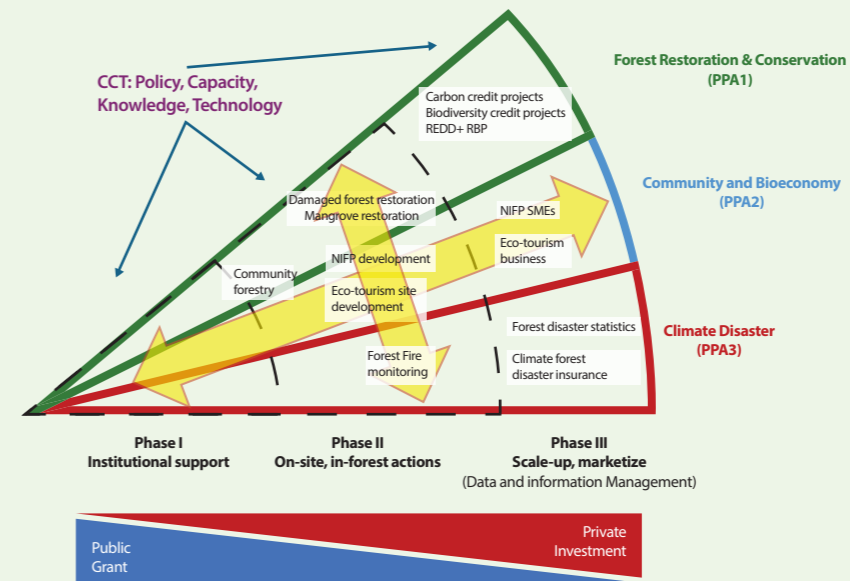 Forest Restoration & Conservation
(PPA1)
CCT: Policy, Capacity,
Knowledge, Technology
Carbon credit projects
Biodiversity credit projects
REDD+ RBP
Community and Bioeconomy
(PPA2)
Damaged forest restoration
Mangrove restoration
NIFP SMEs
Eco-tourism
business
NIFP development
Community
forestry
Eco-tourism site
development
Forest disaster statistics
Climate Disaster
(PPA3)
Forest Fire
monitoring
Climate forest
disaster insurance
Phase I
Institutional support
Phase II
On-site, in-forest actions
Phase III
Scale-up, marketize
(Data and information Management)
Public
Grant
Private
Investment